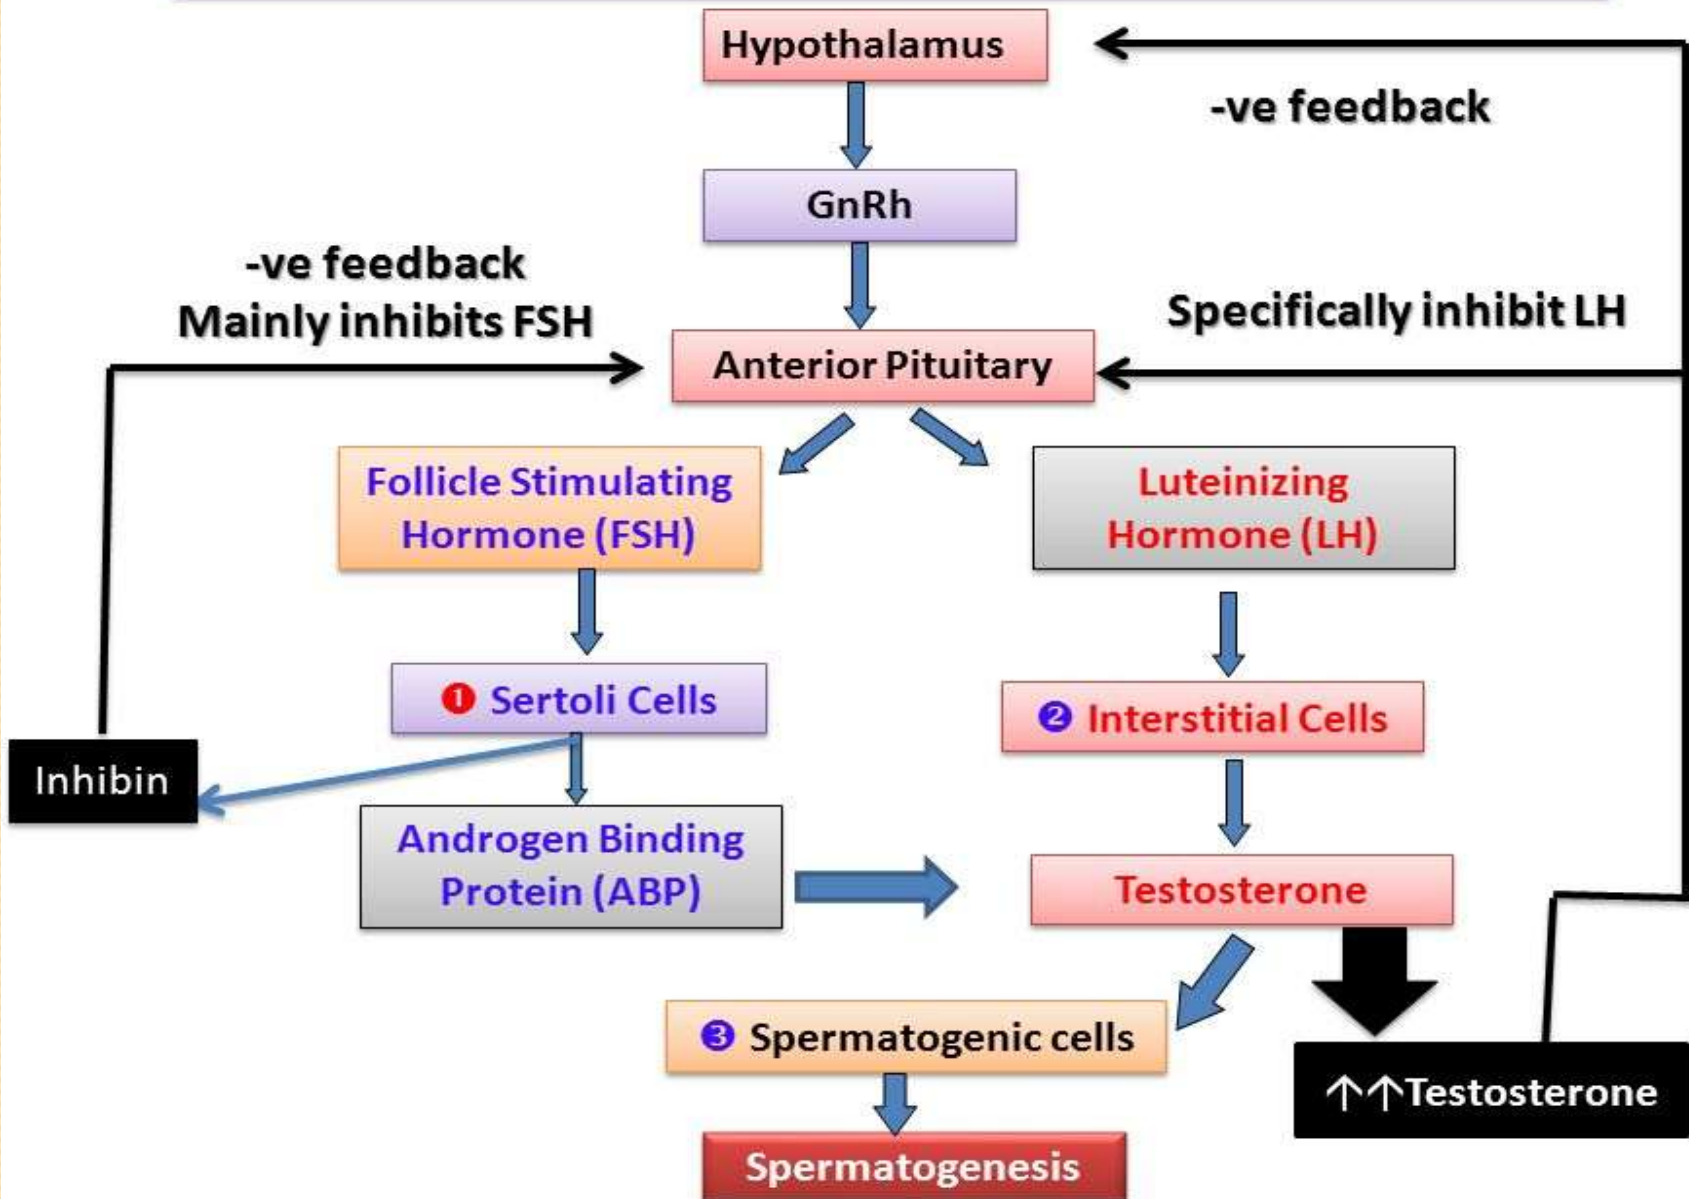 Hypothalamus
-ve feedback
GnRh
-ve feedback
Mainly inhibits FSH
Specifically inhibit LH
Anterior Pituitary
Follicle Stimulating
Hormone (FSH)
Luteinizing
Hormone (LH)
❶ Sertoli Cells
❷ Interstitial Cells
Inhibin
Androgen Binding
Protein (ABP)
Testosterone
❸ Spermatogenic cells
↑↑Testosterone
Spermatogenesis